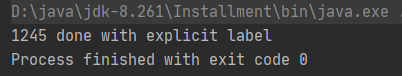 D:\java\jdk-8.261\Installment\bin\java.exe .
1245 done with explicit label
Process finished with exit code 0